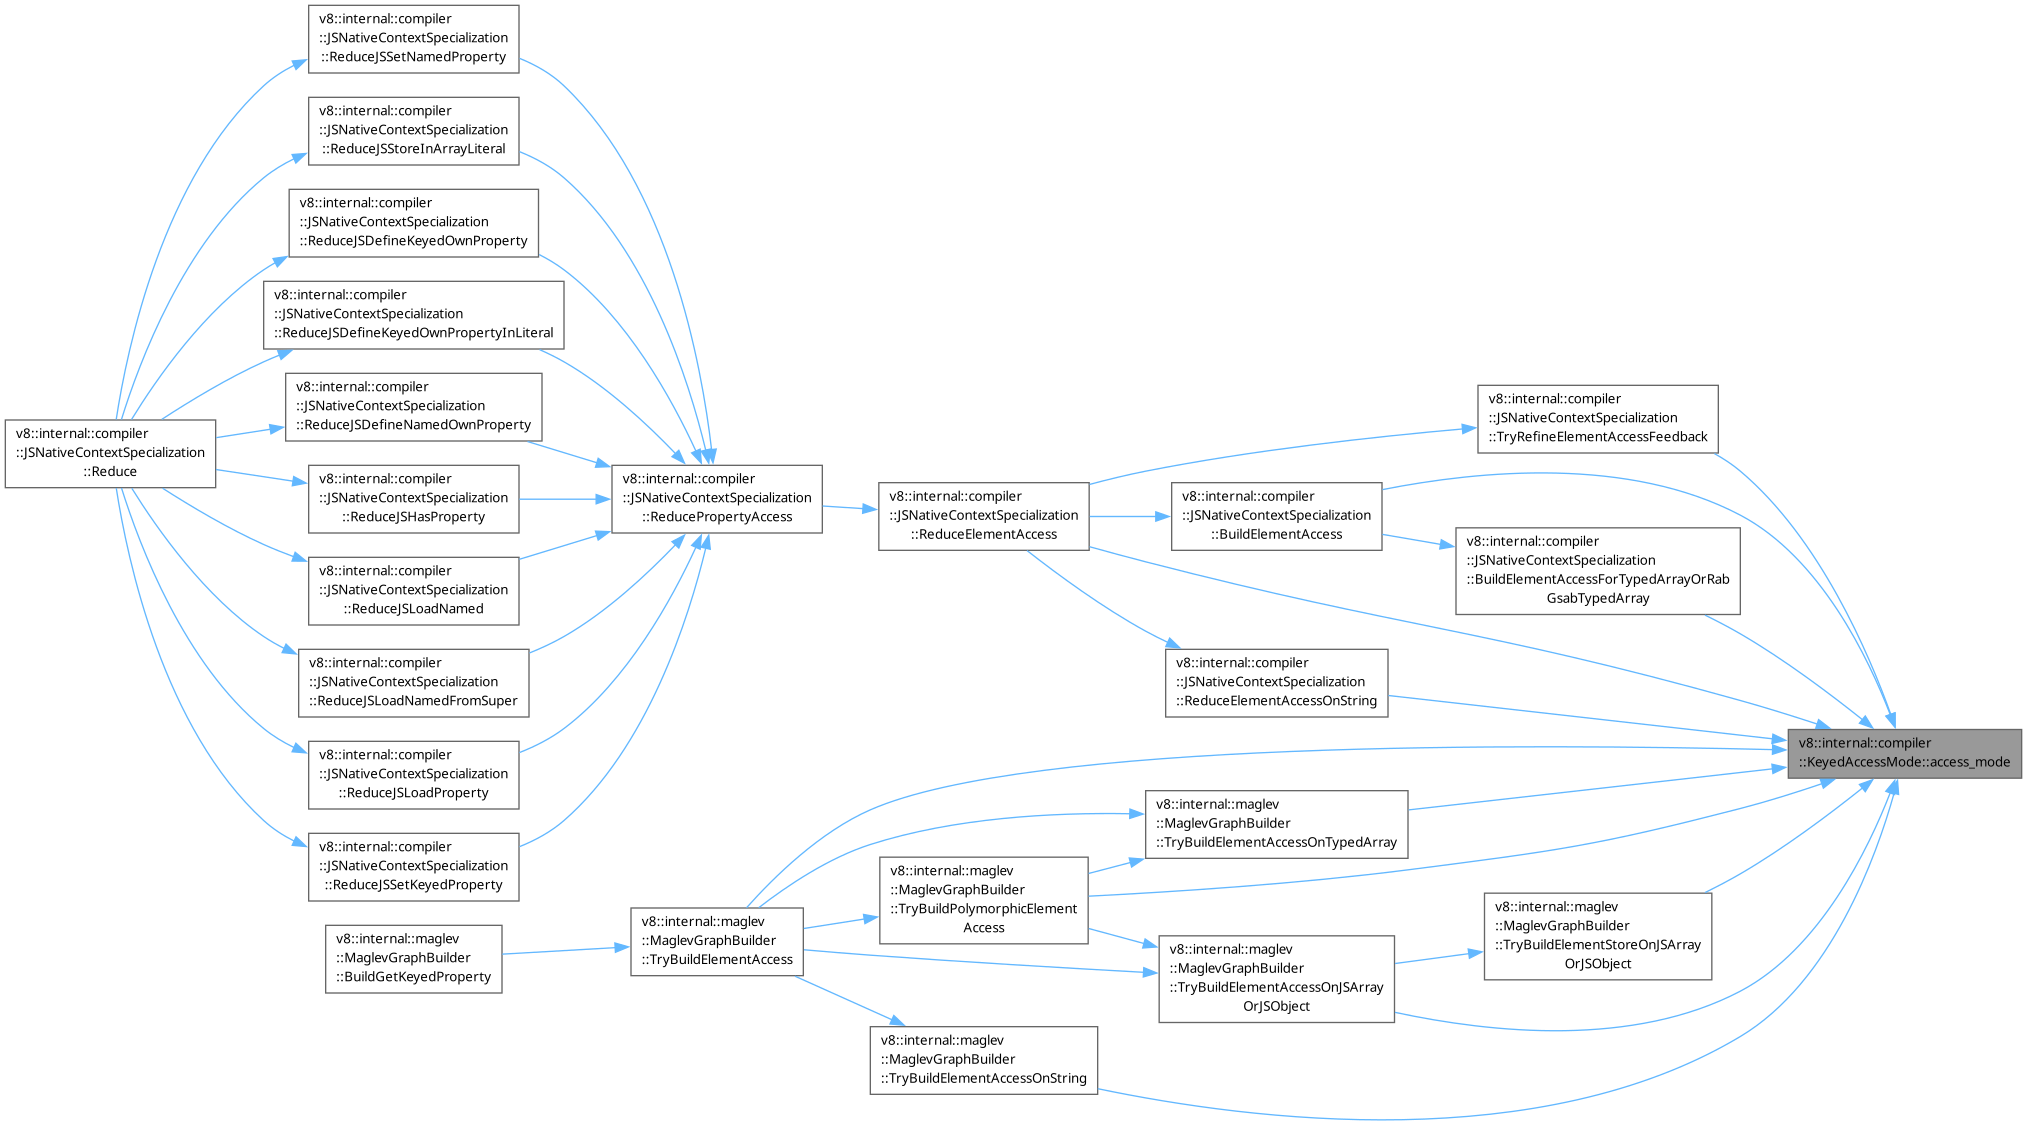 v8::internal::compiler
::JSNativeContextSpecialization
::ReduceJSSetNamedProperty
v8::internal::compiler
::JSNativeContextSpecialization
::ReduceJSStoreInArrayLiteral
v8::internal::compiler
::JSNativeContextSpecialization
::ReduceJSDefineKeyedOwnProperty
v8::internal::compiler
::JSNativeContextSpecialization
::ReduceJSDefineKeyedOwnPropertyInLiteral
v8::internal::compiler
::JSNativeContextSpecialization
::ReduceJSDefineNamedOwnProperty
v8::internal::compiler
::JSNativeContextSpecialization
::Reduce
v8::internal::compiler
::JSNativeContextSpecialization
::ReduceJSHasProperty
v8::internal::compiler
::JSNativeContextSpecialization
::ReduceJSLoadNamed
v8::internal::compiler
::JSNativeContextSpecialization
::ReduceJSLoadNamedFromSuper
v8::internal::compiler
::JSNativeContextSpecialization
::ReduceJSLoadProperty
v8::internal::compiler
::JSNativeContextSpecialization
::ReduceJSSetKeyedProperty
v8::internal::compiler
::JSNativeContextSpecialization
::ReducePropertyAccess
v8::internal::compiler
::JSNativeContextSpecialization
::ReduceElementAccess
v8::internal::compiler
::JSNativeContextSpecialization
::BuildElementAccess
v8::internal::compiler
::JSNativeContextSpecialization
::TryRefineElementAccessFeedback
v8::internal::compiler
::JSNativeContextSpecialization
::BuildElementAccessForTypedArrayOrRab
GsabTypedArray
v8::internal::compiler
::JSNativeContextSpecialization
::ReduceElementAccessOnString
v8::internal::compiler
::KeyedAccessMode::access_mode
v8::internal::maglev
::MaglevGraphBuilder
::TryBuildElementAccessOnTypedArray
v8::internal::maglev
::MaglevGraphBuilder
::TryBuildPolymorphicElement
Access
v8::internal::maglev
::MaglevGraphBuilder
::TryBuildElementStoreOnJSArray
OrJSObject
v8::internal::maglev
::MaglevGraphBuilder
::TryBuildElementAccess
v8::internal::maglev
::MaglevGraphBuilder
::BuildGetKeyedProperty
v8::internal::maglev
::MaglevGraphBuilder
::TryBuildElementAccessOnJSArray
OrJSObject
v8::internal::maglev
::MaglevGraphBuilder
::TryBuildElementAccessOnString